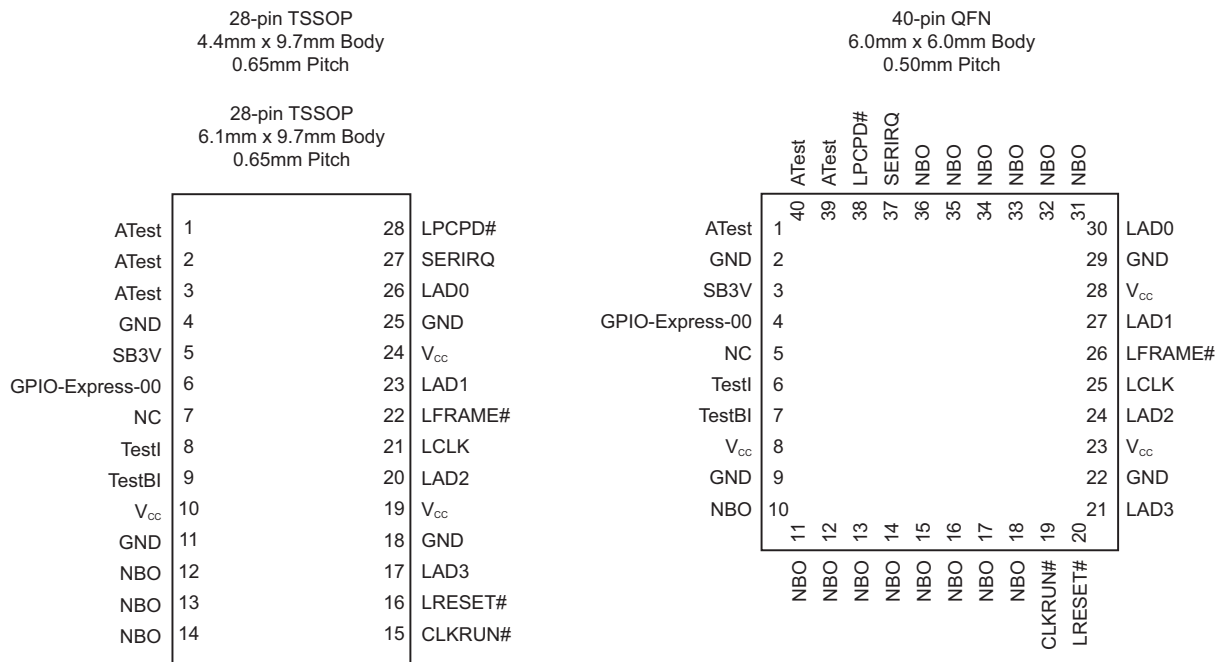 28-pin TSSOP
4.4mm x 9.7mm Body
0.65mm Pitch
28-pin TSSOP
6.1mm x 9.7mm Body
0.65mm Pitch
ATest 1 28 LPCPD#
ATest 2 27 SERIRQ
ATest 3 26 LAD0
GND 4 25 GND
SB3V 5 24 Vcc
GPIO-Express-00 6 23 LAD1
NC 7 22 LFRAME#
TestI 8 21 LCLK
TestBI 9 20 LAD2
Vcc 10 19 Vcc
GND 11 18 GND
NBO 12 17 LAD3
NBO 13 16 LRESET#
NBO 14 15 CLKRUN#
40-pin QFN
6.0mm x 6.0mm Body
0.50mm Pitch
ATest ATest LPCPD# SERIRQ NBO NBO NBO NBO NBO NBO
40 39 38 37 36 35 34 33 32 31
ATest 1 30 LAD0
GND 2 29 GND
SB3V 3 28 Vcc
GPIO-Express-00 4 27 LAD1
NC 5 26 LFRAME#
TestI 6 25 LCLK
TestBI 7 24 LAD2
Vcc 8 23 Vcc
GND 9 22 GND
NBO 10 21 LAD3
11 12 13 14 15 16 17 18 19 20
NBO NBO NBO NBO NBO NBO NBO NBO CLKRUN# LRESET#